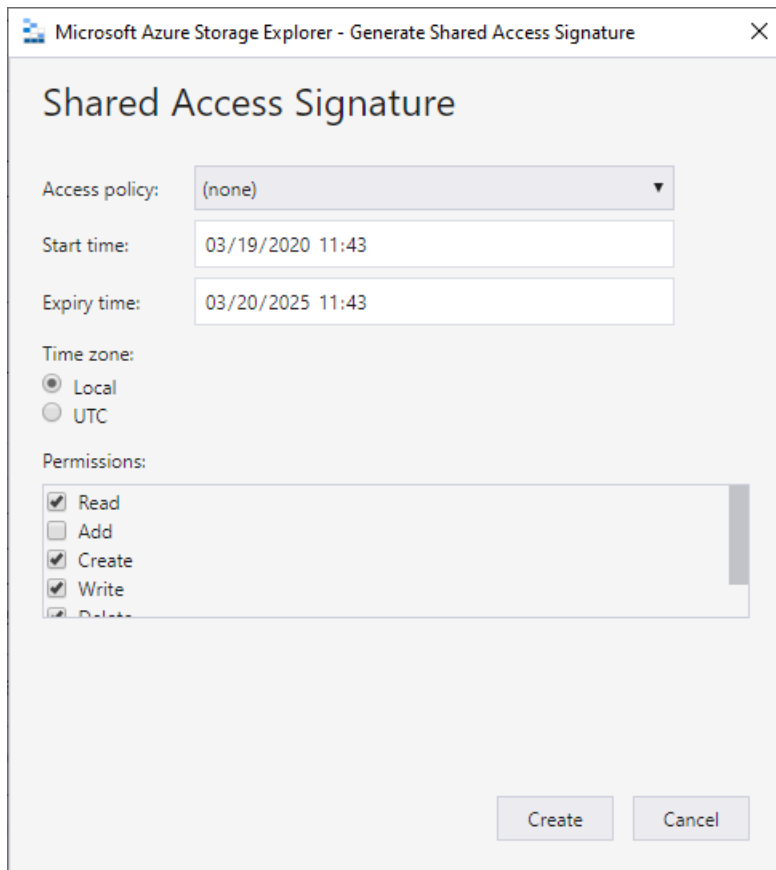 Microsoft Azure Storage Explorer - Generate Shared Access Signature
Shared Access Signature
Access policy: (none)
Start time: 03/19/2020 11:43
Expiry time: 03/20/2025 11:43
Time zone:
Local
UTC
Permissions:
Read
Add
Create
Write
Delete
Create Cancel